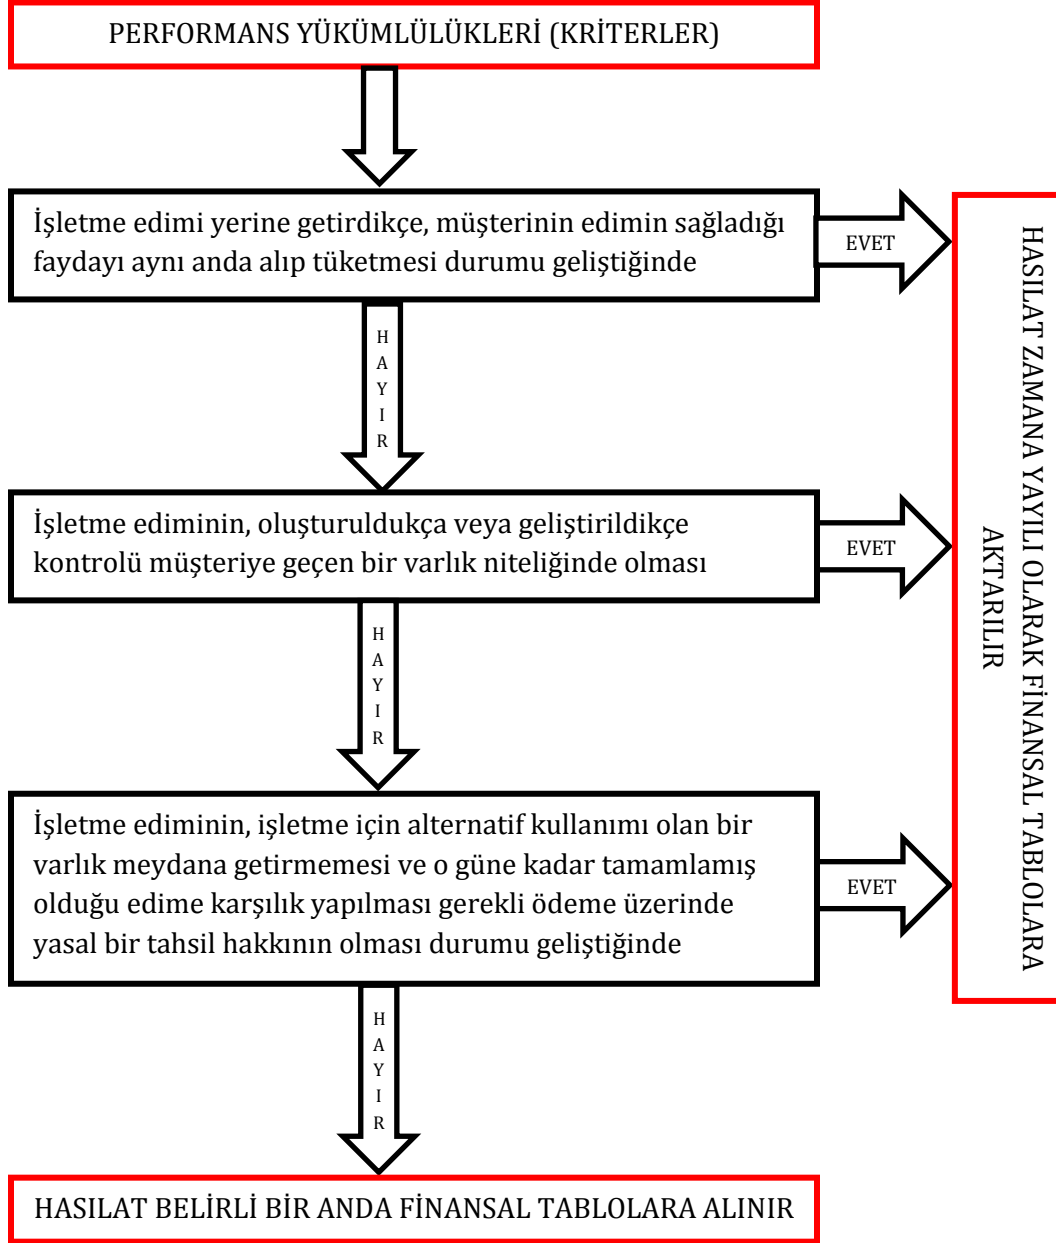 PERFORMANS YÜKÜMLÜLÜKLERİ (KRİTERLER)
İşletme edimi yerine getirdikçe, müşterinin edimin sağladığı
faydayı aynı anda alıp tüketmesi durumu geliştiğinde
EVET
HAYIR
İşletme ediminin, oluşturuldukça veya geliştirildikçe
kontrolü müşteriye geçen bir varlık niteliğinde olması
EVET
HAYIR
İşletme ediminin, işletme için alternatif kullanımı olan bir
varlık meydana getirmemesi ve o güne kadar tamamlamış
olduğu edime karşılık yapılması gerekli ödeme üzerinde
yasal bir tahsil hakkının olması durumu geliştiğinde
EVET
HAYIR
HASILAT ZAMANA YAYILI OLARAK FİNANSAL TABLOLARA
AKTARILIR
HASILAT BELİRLİ BİR ANDA FİNANSAL TABLOLARA ALINIR